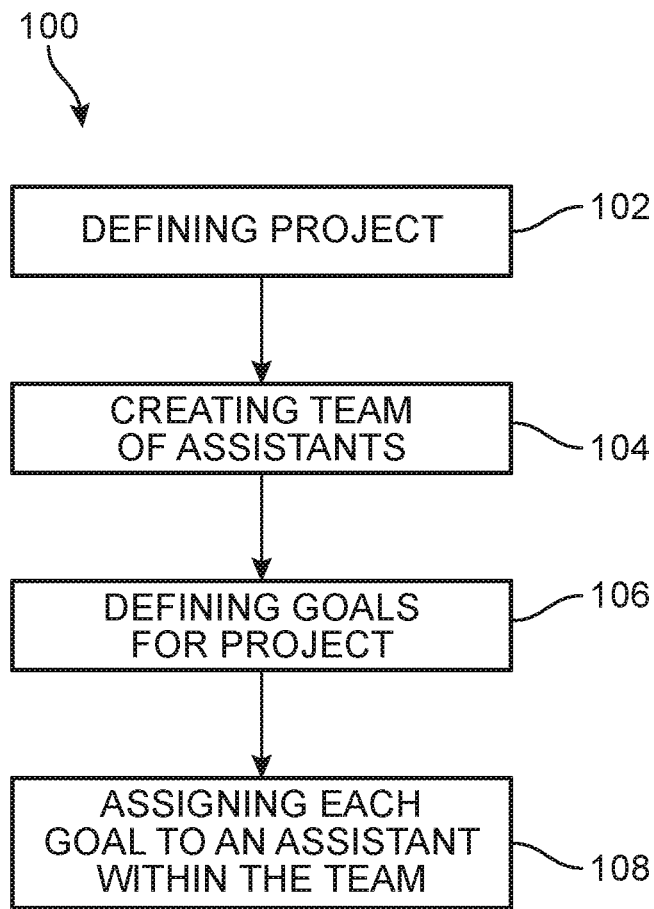 100
DEFINING PROJECT
102
CREATING TEAM
OF ASSISTANTS
104
DEFINING GOALS
FOR PROJECT
106
ASSIGNING EACH
GOAL TO AN ASSISTANT
WITHIN THE TEAM
108